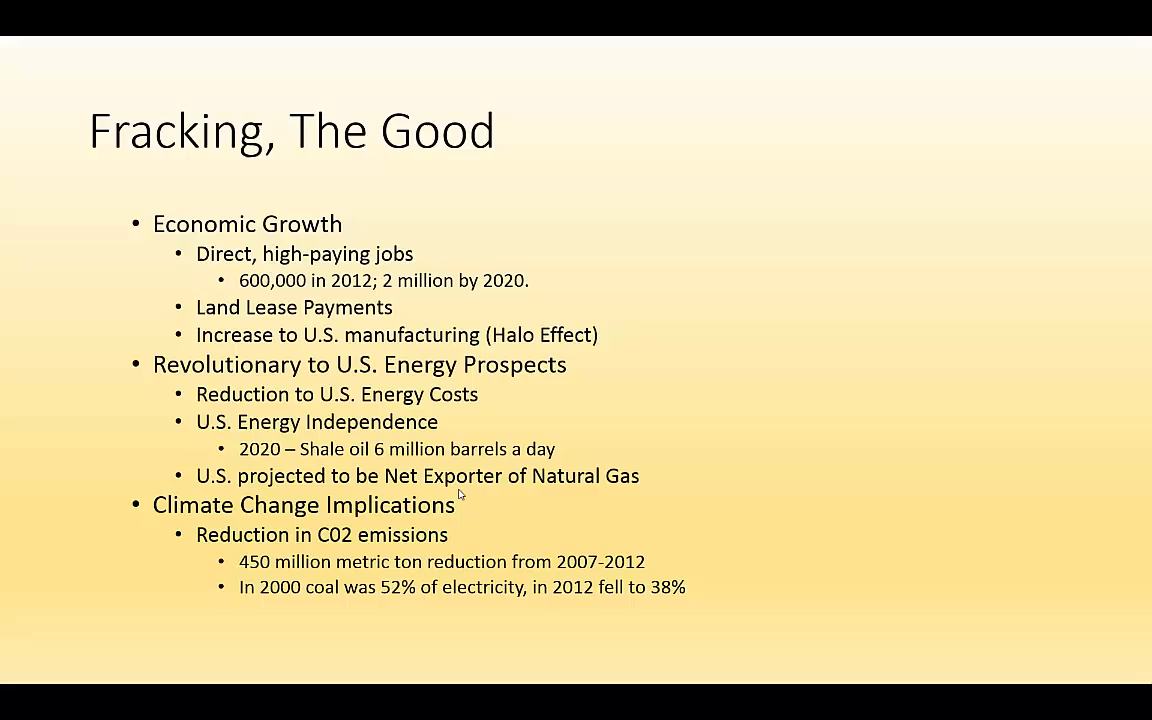 Fracking, The Good
• Economic Growth
• Direct, high-paying jobs
• 600,000 in 2012; 2 million by 2020.
• Land Lease Payments
• Increase to U.S. manufacturing (Halo Effect)
• Revolutionary to U.S. Energy Prospects
• Reduction to U.S. Energy Costs
• U.S. Energy Independence
• 2020 – Shale oil 6 million barrels a day
• U.S. projected to be Net Exporter of Natural Gas
• Climate Change Implications
• Reduction in C02 emissions
• 450 million metric ton reduction from 2007-2012
• In 2000 coal was 52% of electricity, in 2012 fell to 38%